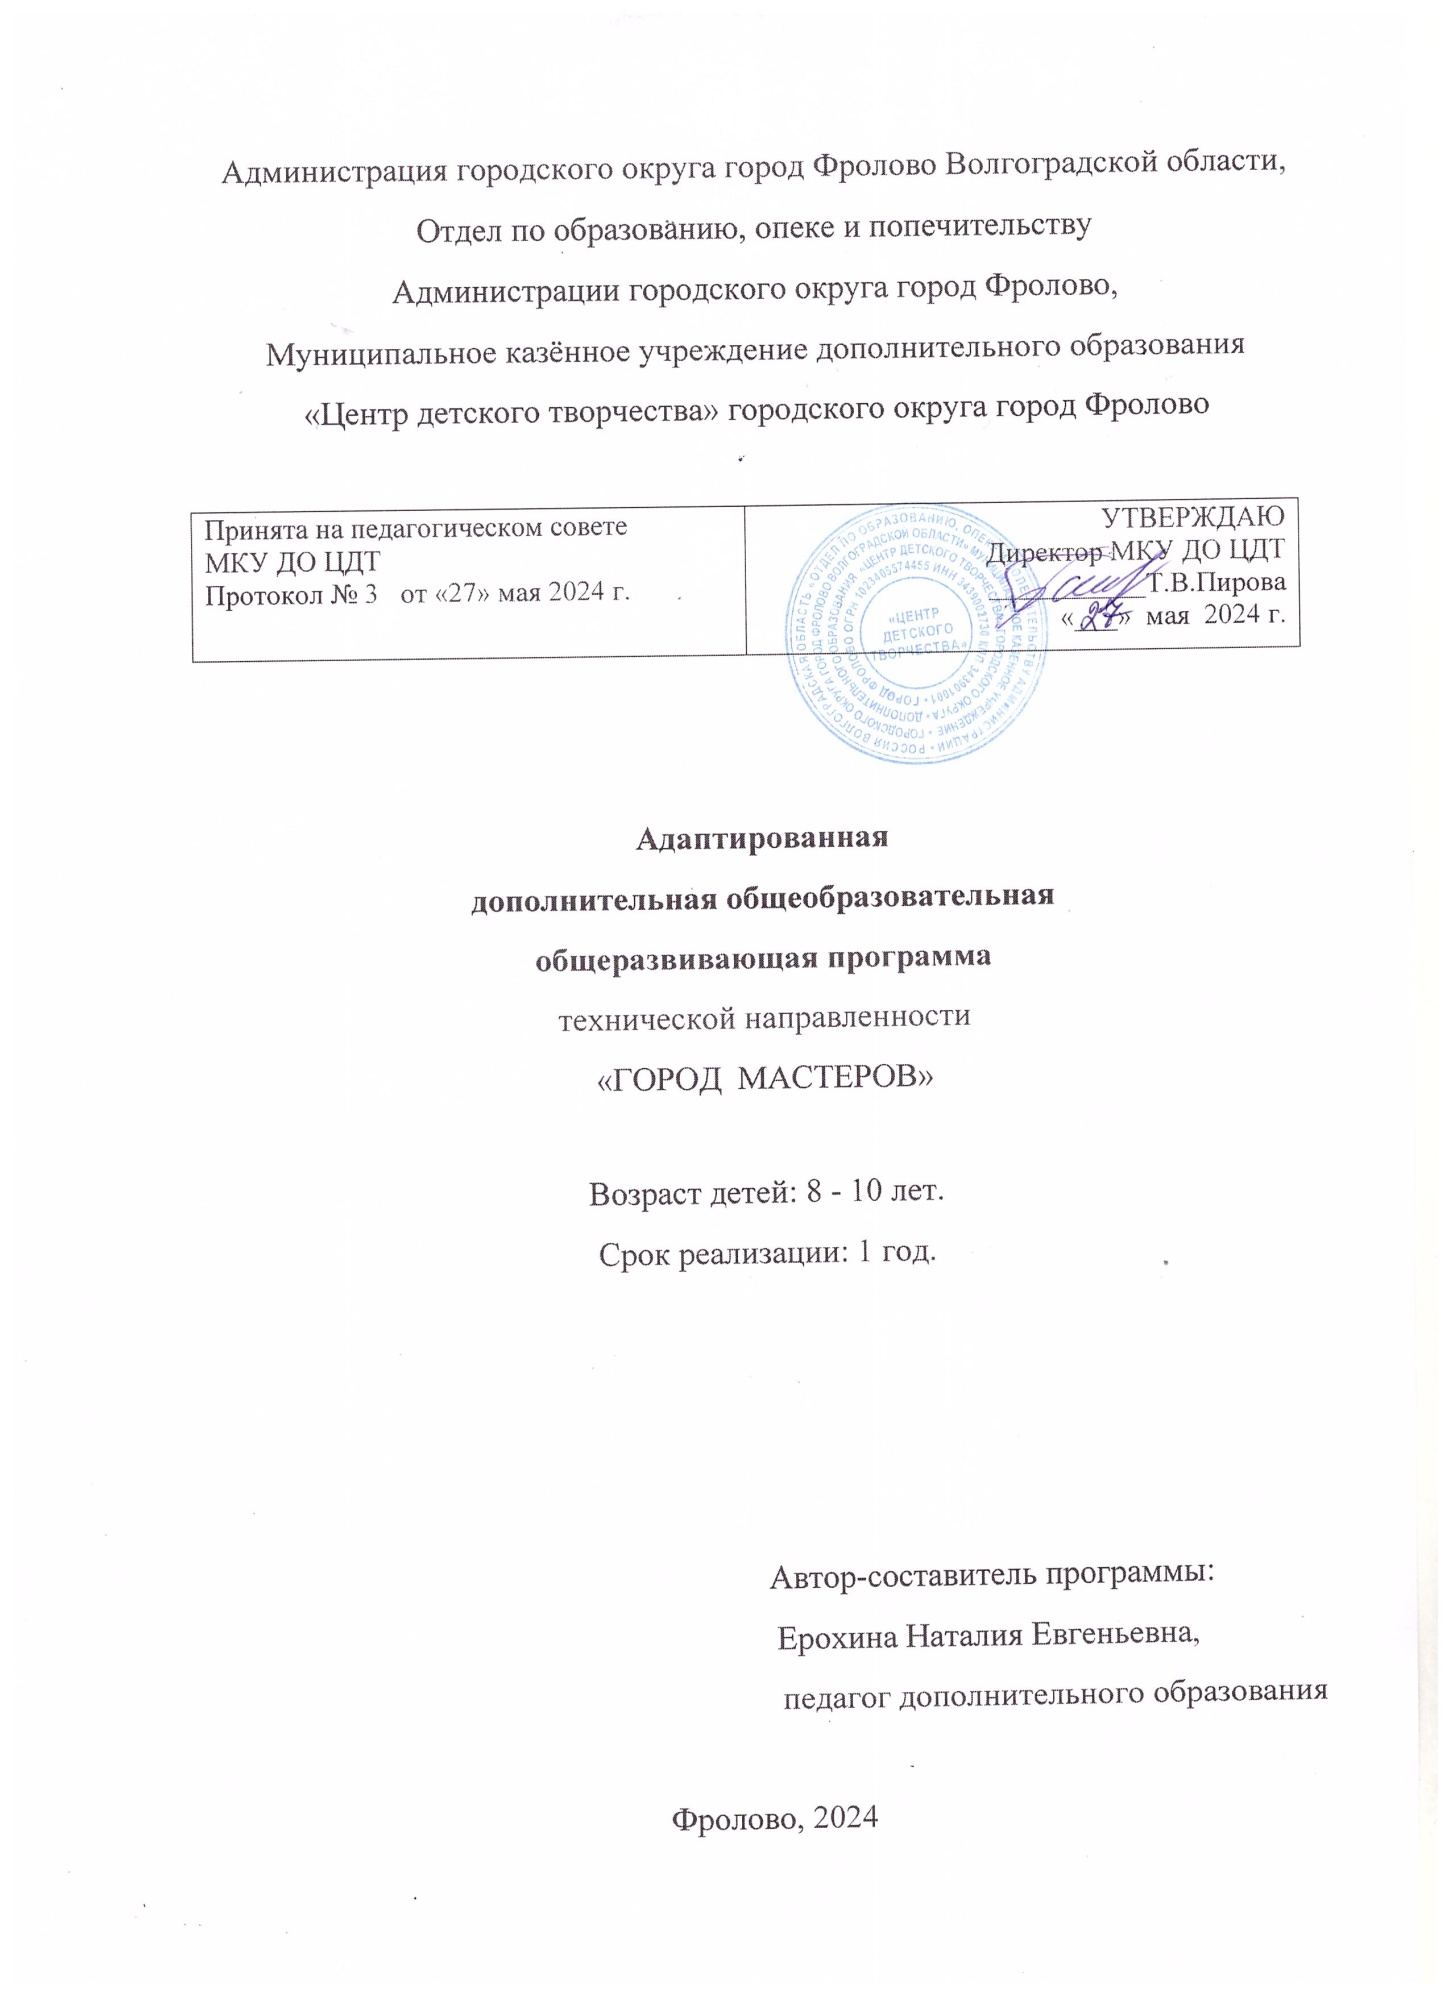 Администрация городского округа город Фролово Волгоградской области,
Отдел по образованию, опеке и попечительству
Администрации городского округа город Фролово,
Муниципальное казённое учреждение дополнительного образования
«Центр детского творчества» городского округа город Фролово
Принята на педагогическом совете
МКУ ДО ЦДТ
Протокол № 3 от «27» мая 2024 г.
УТВЕРЖДАЮ
Директор МКУ ДО ЦДТ
Т.В.Пирова
«27» мая 2024 г.
«ЦЕНТР
ДЕТСКОГО
ТВОРЧЕСТВА»
Адаптированная
дополнительная общеобразовательная
общеразвивающая программа
технической направленности
«ГОРОД МАСТЕРОВ»
Возраст детей: 8 - 10 лет.
Срок реализации: 1 год.
Автор-составитель программы:
Ерохина Наталия Евгеньевна,
педагог дополнительного образования
Фролово, 2024